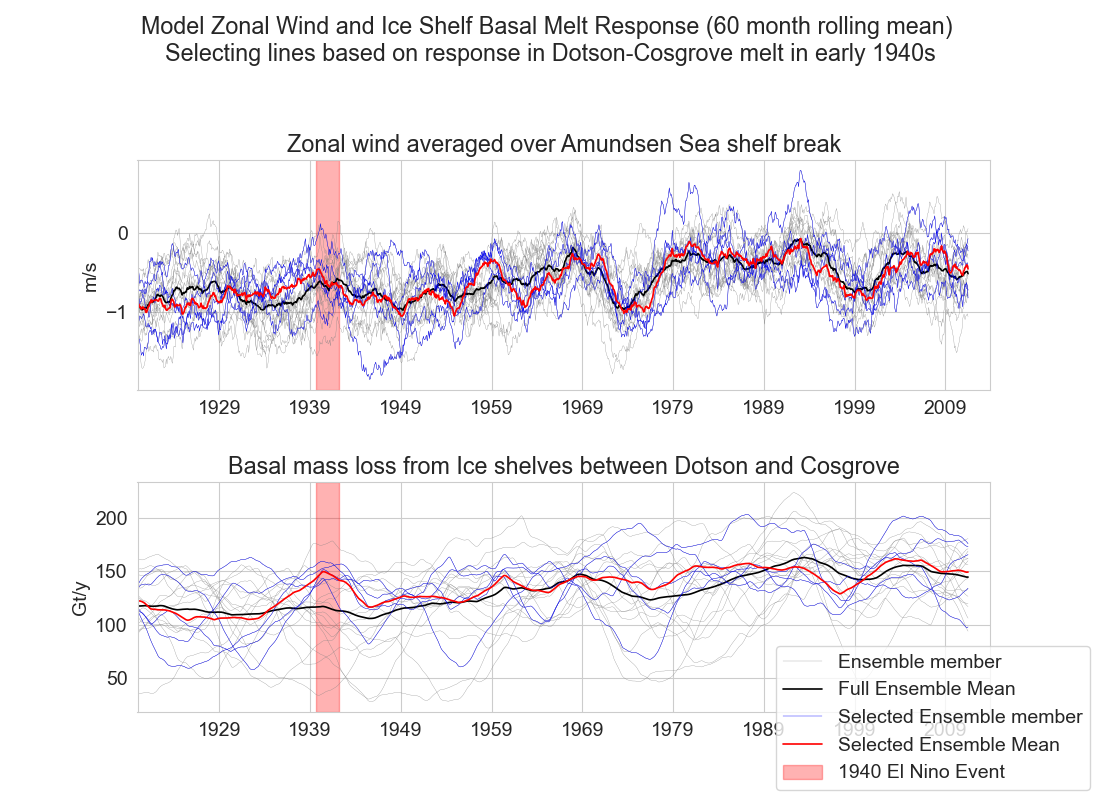 Model Zonal Wind and Ice Shelf Basal Melt Response (60 month rolling mean)
Selecting lines based on response in Dotson-Cosgrove melt in early 1940s
Zonal wind averaged over Amundsen Sea shelf break
0
−1
m/s
1929 1939 1949 1959 1969 1979 1989 1999 2009
Basal mass loss from Ice shelves between Dotson and Cosgrove
200
150
100
50
Gt/y
1929 1939 1949 1959 1969 1979 1989 1999 2009
Ensemble member
Full Ensemble Mean
Selected Ensemble member
Selected Ensemble Mean
1940 El Nino Event